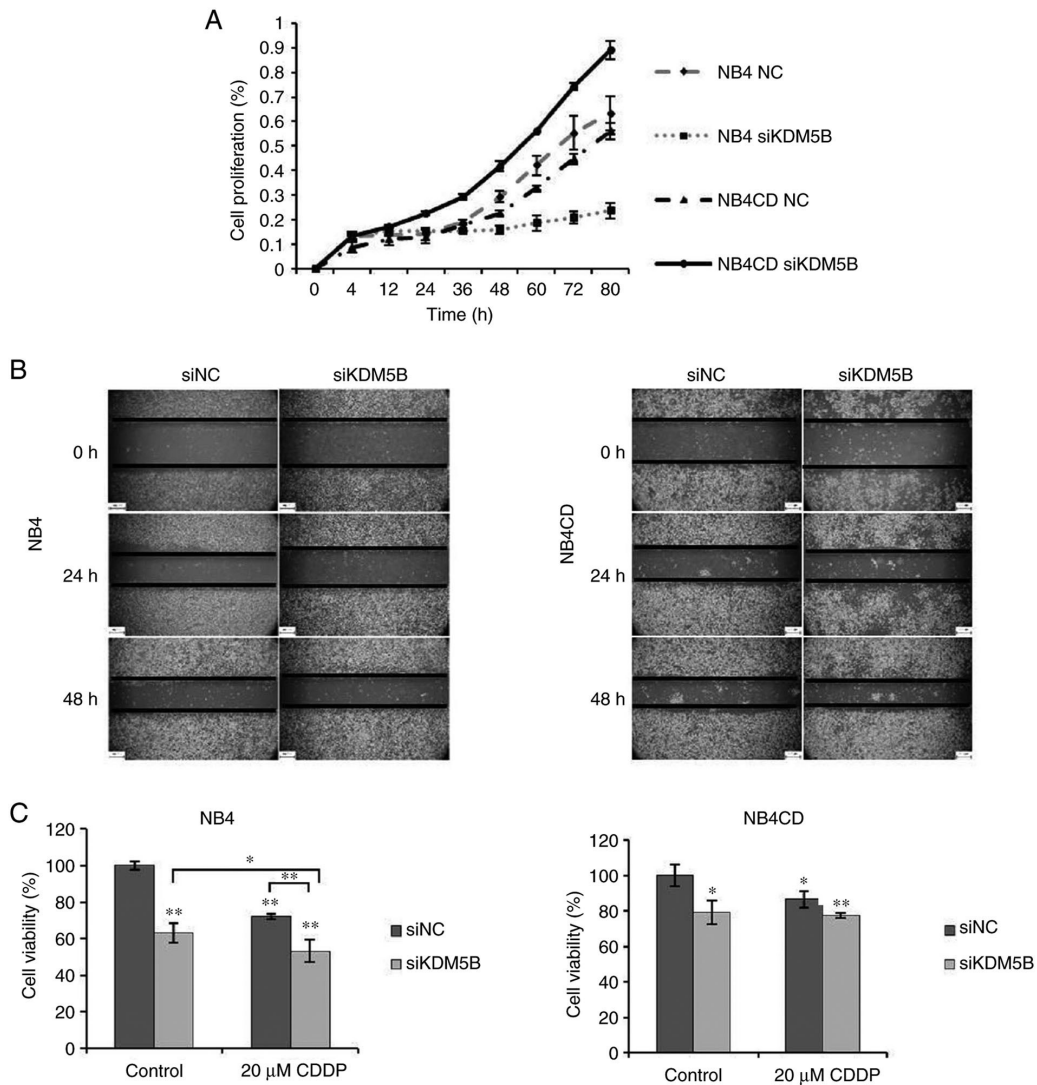 A
1
0.9
0.8
0.7
0.6
0.5
0.4
0.3
0.2
0.1
0
Cell proliferation (%)
0 4 12 24 36 48 60 72 80
Time (h)
NB4 NC
NB4 siKDM5B
NB4CD NC
NB4CD siKDM5B
B
siNC siKDM5B
0 h
24 h
48 h
NB4
siNC siKDM5B
0 h
24 h
48 h
NB4CD
C
NB4
120
100
80
60
40
20
0
Cell viability (%)
*
**
**
**
**
Control 20 µM CDDP
siNC
siKDM5B
NB4CD
120
100
80
60
40
20
0
Cell viability (%)
*
*
**
Control 20 µM CDDP
siNC
siKDM5B